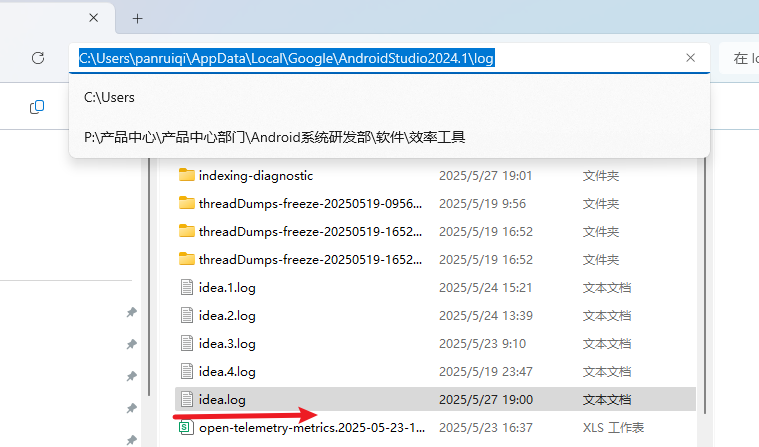 C:\Users\panruiqi\AppData\Local\Google\AndroidStudio2024.1\log
在 lo
C:\Users
P:\产品中心\产品中心部门\Android系统研发部\软件\效率工具
indexing-diagnostic 2025/5/27 19:01 文件夹
threadDumps-freeze-20250519-0956... 2025/5/19 9:56 文件夹
threadDumps-freeze-20250519-1652... 2025/5/19 16:52 文件夹
threadDumps-freeze-20250519-1652... 2025/5/19 16:52 文件夹
idea.1.log 2025/5/24 15:21 文本文档
idea.2.log 2025/5/24 13:39 文本文档
idea.3.log 2025/5/23 9:10 文本文档
idea.4.log 2025/5/19 23:47 文本文档
idea.log 2025/5/27 19:00 文本文档
open-telemetry-metrics.2025-05-23-1... 2025/5/23 16:37 XLS 工作表